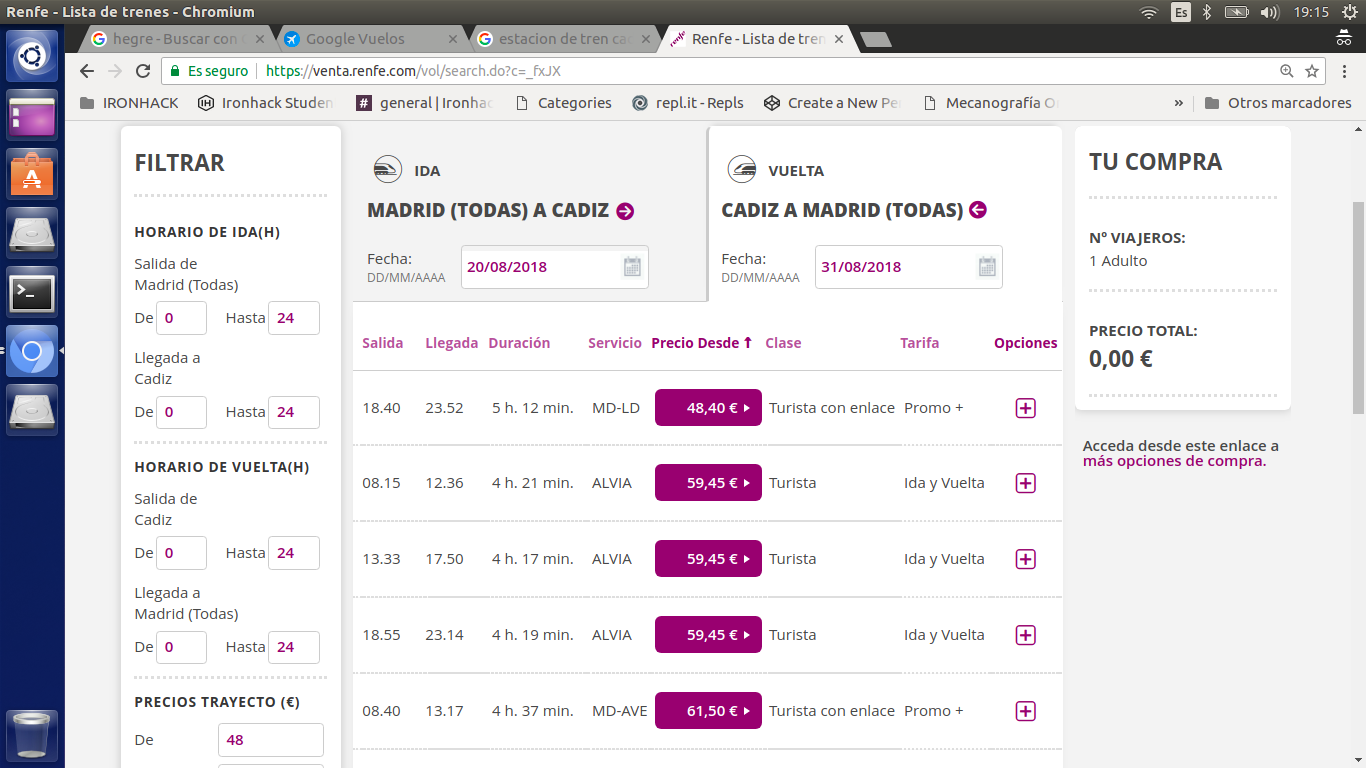 Renfe - Lista de trenes - Chromium
Es
19:15
hegre - Buscar con
Google Vuelos
estacion de tren ca
Renfe - Lista de tren
Es seguro
https://venta.renfe.com/vol/search.do?c=_fxJX
IRONHACK
Ironhack Studen
general | Ironha
Categories
repl.it - Repls
Create a New Pe
Mecanografía O
»
Otros marcadores
FILTRAR
HORARIO DE IDA(H)
Salida de
Madrid (Todas)
De 0 Hasta 24
Llegada a
Cadiz
De 0 Hasta 24
HORARIO DE VUELTA(H)
Salida de
Cadiz
De 0 Hasta 24
Llegada a
Madrid (Todas)
De 0 Hasta 24
PRECIOS TRAYECTO (€)
De 48
IDA
MADRID (TODAS) A CADIZ
Fecha:
DD/MM/AAAA
20/08/2018
VUELTA
CADIZ A MADRID (TODAS)
Fecha:
DD/MM/AAAA
31/08/2018
Salida Llegada Duración Servicio Precio Desde ↑ Clase Tarifa Opciones
18.40 23.52 5 h. 12 min. MD-LD 48,40 € Turista con enlace Promo +
08.15 12.36 4 h. 21 min. ALVIA 59,45 € Turista Ida y Vuelta
13.33 17.50 4 h. 17 min. ALVIA 59,45 € Turista Ida y Vuelta
18.55 23.14 4 h. 19 min. ALVIA 59,45 € Turista Ida y Vuelta
08.40 13.17 4 h. 37 min. MD-AVE 61,50 € Turista con enlace Promo +
TU COMPRA
Nº VIAJEROS:
1 Adulto
PRECIO TOTAL:
0,00 €
Acceda desde este enlace a
más opciones de compra.